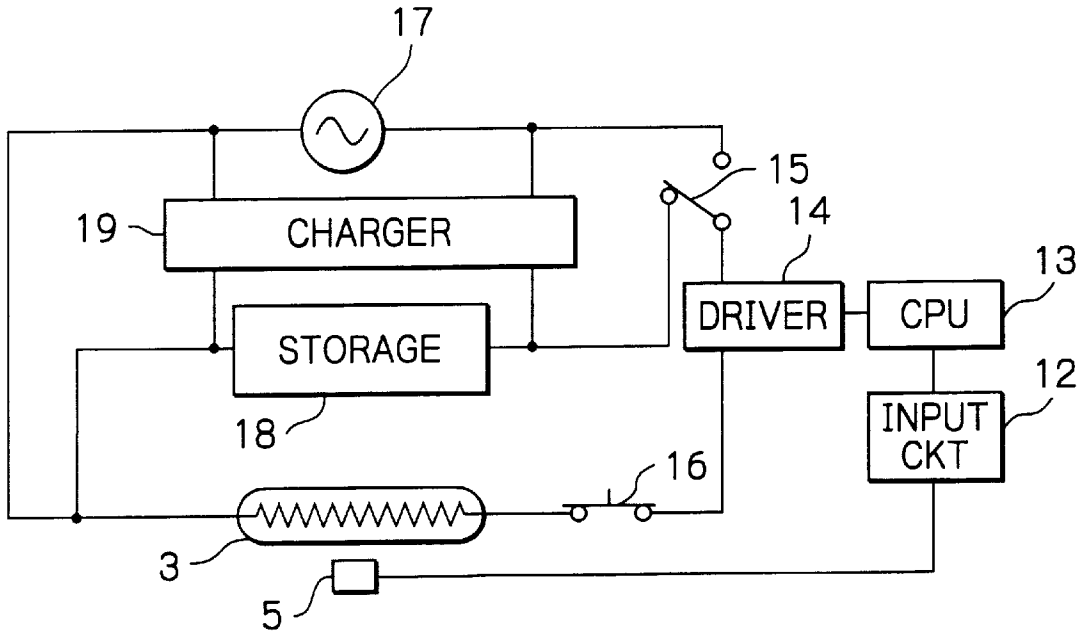 17
15
14
19
CHARGER
13
DRIVER
CPU
STORAGE
12
INPUT
CKT
18
16
3
5